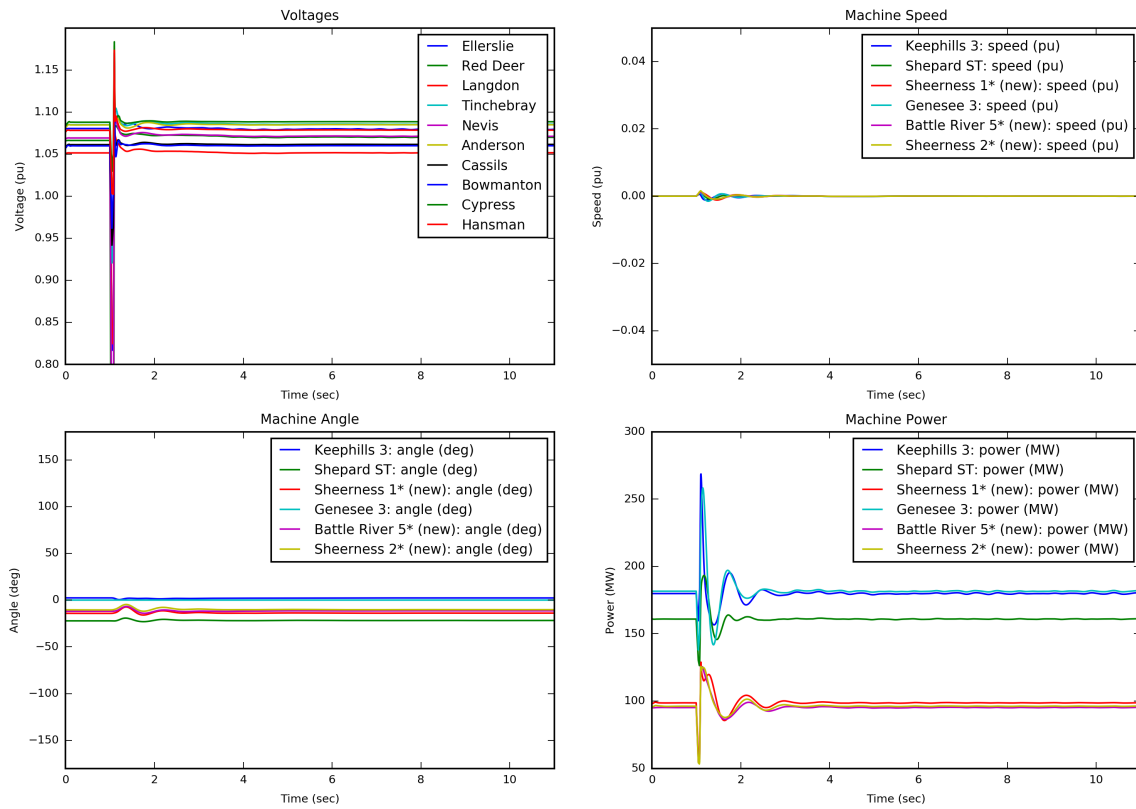 Voltages
1.15
1.10
1.05
1.00
0.95
0.90
0.85
0.80
Voltage (pu)
0 2 4 6 8 10
Time (sec)
Ellerslie
Red Deer
Langdon
Tinchebray
Nevis
Anderson
Cassils
Bowmanton
Cypress
Hansman
Machine Speed
0.04
0.02
0.00
−0.02
−0.04
Speed (pu)
0 2 4 6 8 10
Time (sec)
Keephills 3: speed (pu)
Shepard ST: speed (pu)
Sheerness 1* (new): speed (pu)
Genesee 3: speed (pu)
Battle River 5* (new): speed (pu)
Sheerness 2* (new): speed (pu)
Machine Angle
150
100
50
0
−50
−100
−150
Angle (deg)
0 2 4 6 8 10
Time (sec)
Keephills 3: angle (deg)
Shepard ST: angle (deg)
Sheerness 1* (new): angle (deg)
Genesee 3: angle (deg)
Battle River 5* (new): angle (deg)
Sheerness 2* (new): angle (deg)
Machine Power
300
250
200
150
100
50
Power (MW)
0 2 4 6 8 10
Time (sec)
Keephills 3: power (MW)
Shepard ST: power (MW)
Sheerness 1* (new): power (MW)
Genesee 3: power (MW)
Battle River 5* (new): power (MW)
Sheerness 2* (new): power (MW)